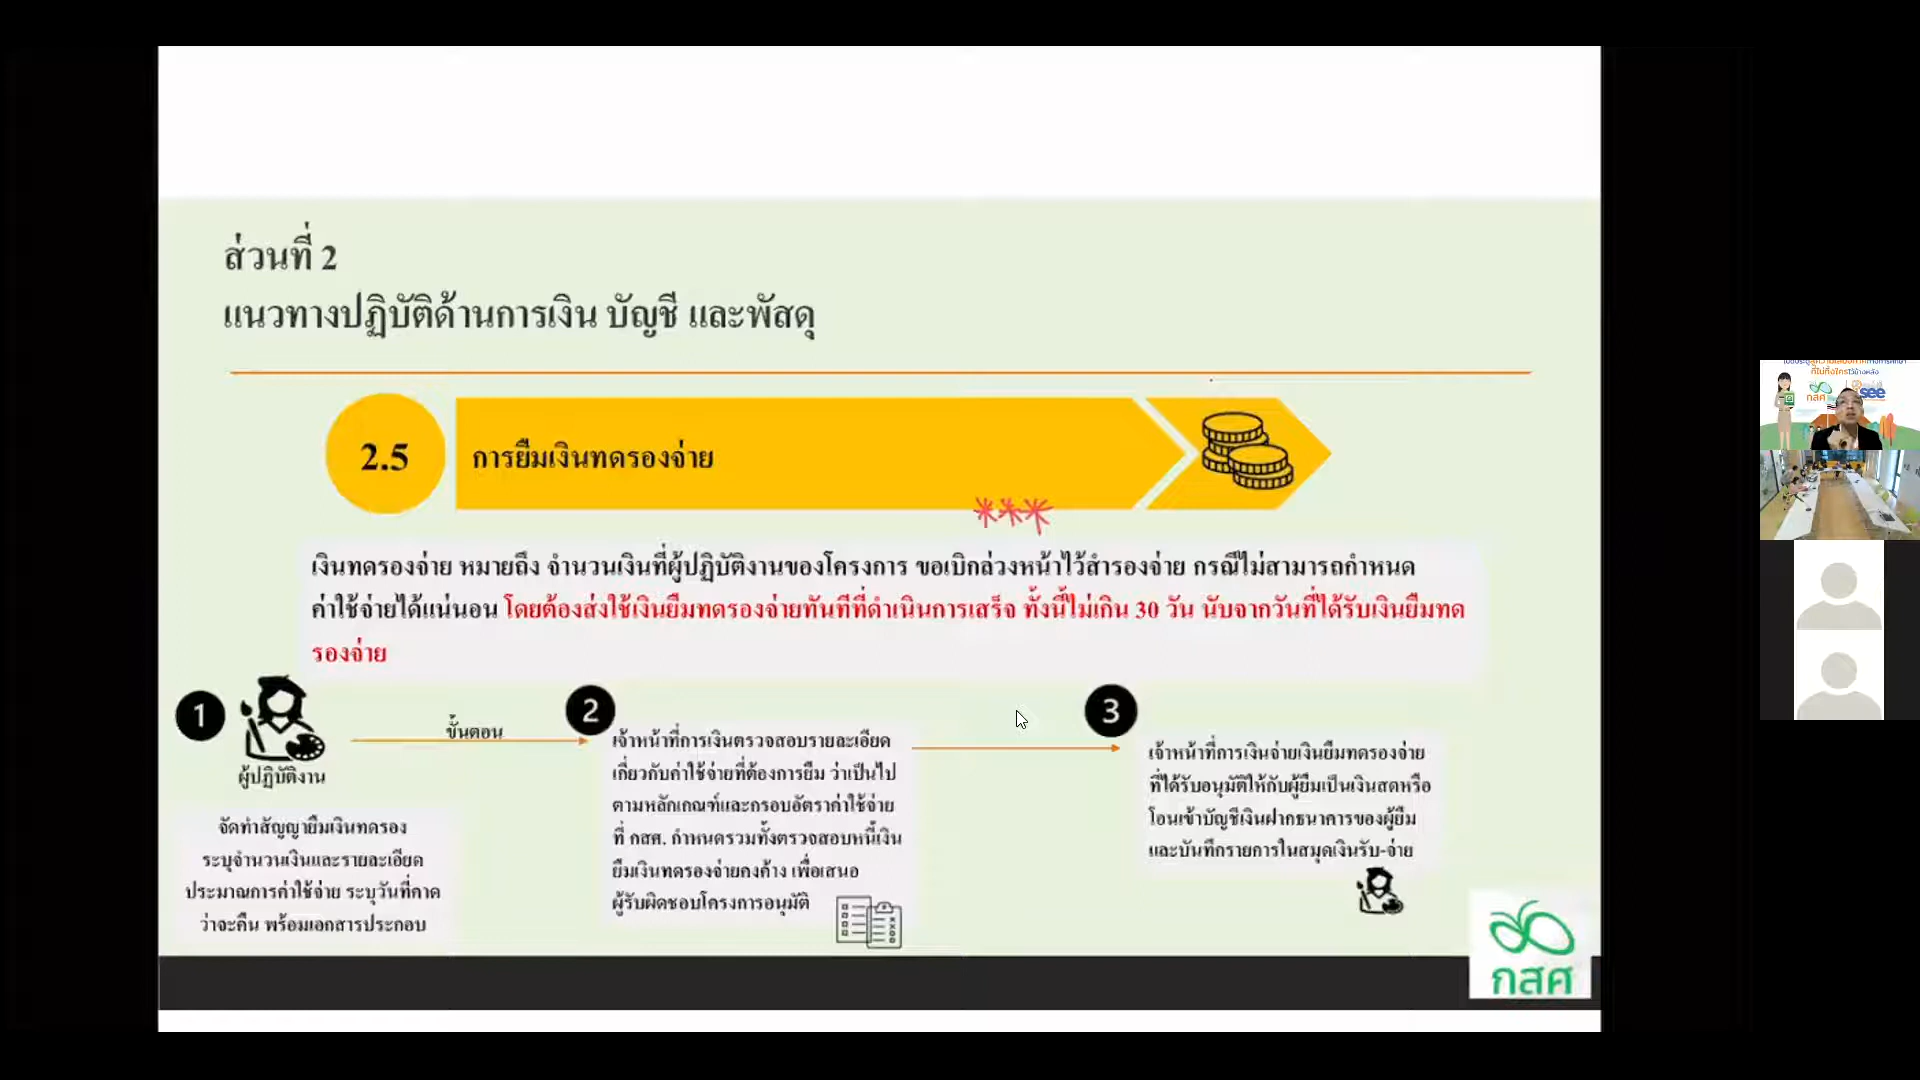 ส่วนที่ 2
แนวทางปฏิบัติด้านการเงิน บัญชี และพัสดุ
2.5
การยืมเงินทดรองจ่าย
***
เงินทดรองจ่าย หมายถึง จำนวนเงินที่ผู้ปฏิบัติงานของโครงการ ขอเบิกล่วงหน้าไว้สำรองจ่าย กรณีไม่สามารถกำหนด
ค่าใช้จ่ายได้แน่นอน โดยต้องส่งใช้เงินยืมทดรองจ่ายทันทีที่ดำเนินการเสร็จ ทั้งนี้ไม่เกิน 30 วัน นับจากวันที่ได้รับเงินยืมทด
รองจ่าย
1
ผู้ปฏิบัติงาน
จัดทำสัญญายืมเงินทดรอง
ระบุจำนวนเงินและรายละเอียด
ประมาณการค่าใช้จ่าย ระบุวันที่คาด
ว่าจะคืน พร้อมเอกสารประกอบ
ขั้นตอน
2
เจ้าหน้าที่การเงินตรวจสอบรายละเอียด
เกี่ยวกับค่าใช้จ่ายที่ต้องการยืม ว่าเป็นไป
ตามหลักเกณฑ์และกรอบอัตราค่าใช้จ่าย
ที่ กสศ. กำหนดรวมทั้งตรวจสอบหนี้เงิน
ยืมเงินทดรองจ่ายคงค้าง เพื่อเสนอ
ผู้รับผิดชอบโครงการอนุมัติ
3
เจ้าหน้าที่การเงินจ่ายเงินยืมทดรองจ่าย
ที่ได้รับอนุมัติให้กับผู้ยืมเป็นเงินสดหรือ
โอนเข้าบัญชีเงินฝากธนาคารของผู้ยืม
และบันทึกรายการในสมุดเงินรับ-จ่าย
กสศ
ที่ไม่ทิ้งใครไว้ข้างหลัง
กสศ
see